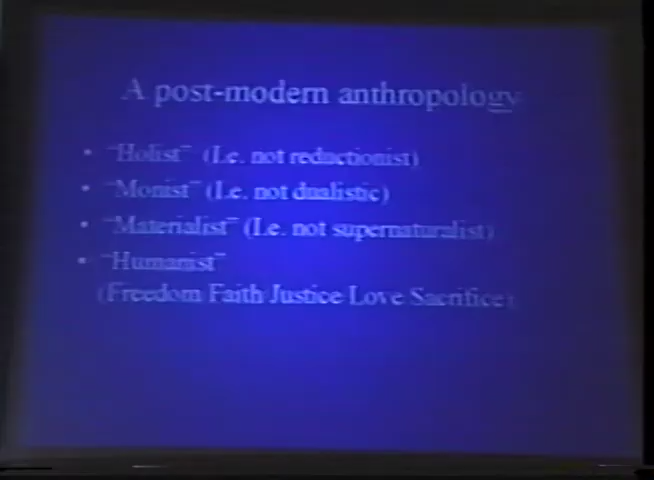 A post-modern anthropology
• "Holist" (I.e. not reductionist)
• "Monist" (I.e. not dualistic)
• "Materialist" (I.e. not supernaturalist)
• "Humanist"
(Freedom Faith Justice Love Sacrifice)